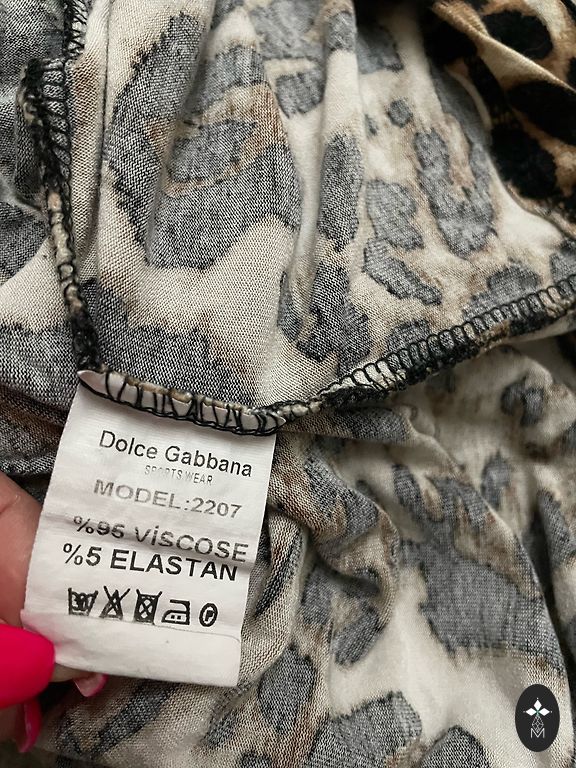 Dolce Gabbana
SPORTS WEAR
MODEL:2207
%95 VİSCOSE
%5 ELASTAN